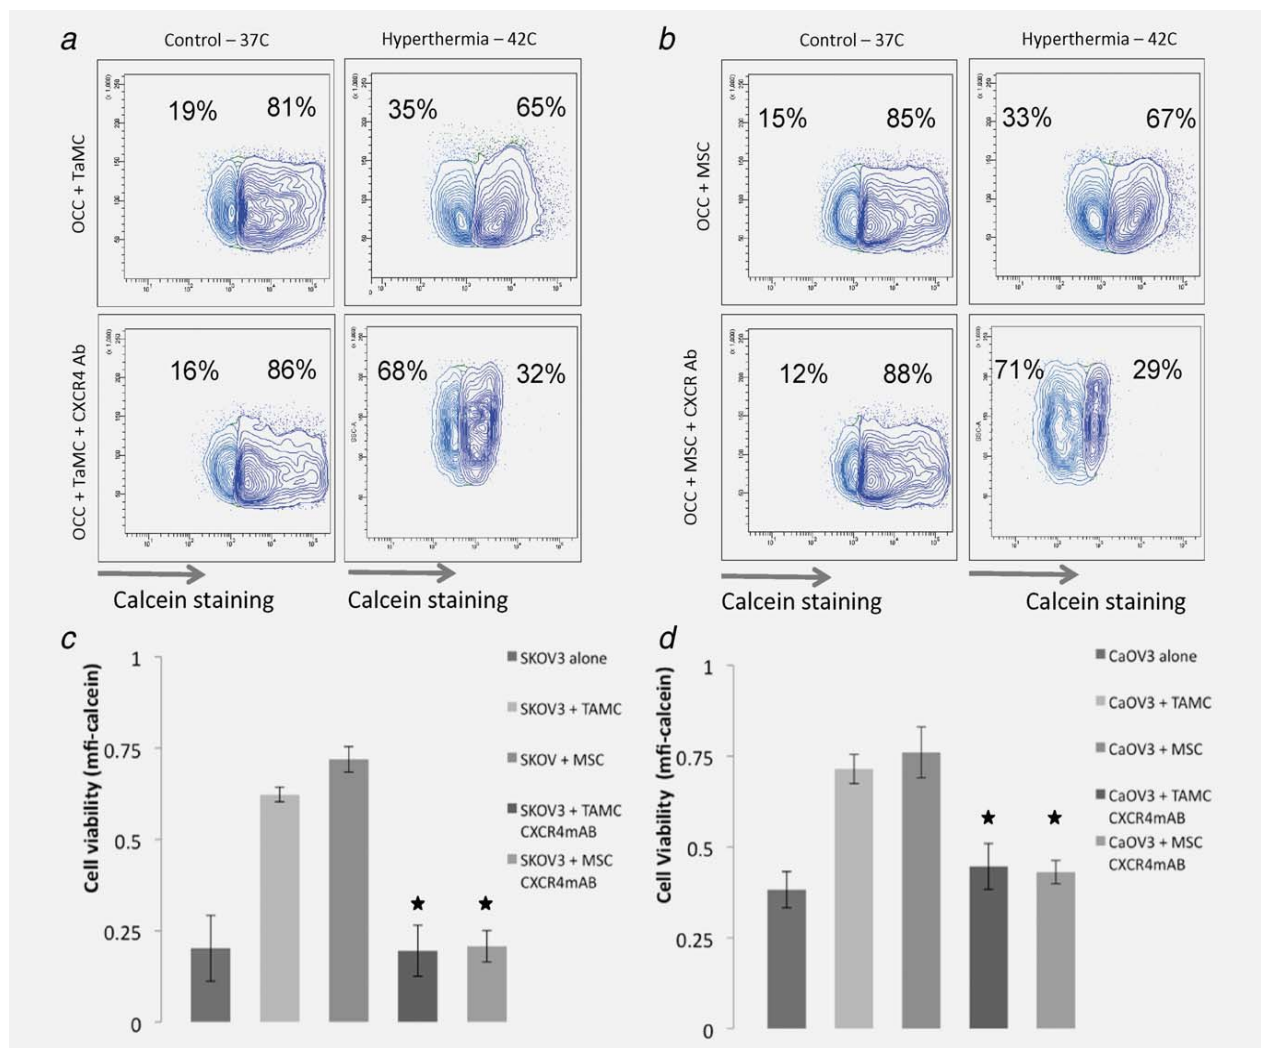 a
Control – 37C
Hyperthermia – 42C
OCC + TaMC
19%
81%
35%
65%
OCC + TaMC + CXCR4 Ab
16%
86%
68%
32%
SSC-A
Calcein staining
Calcein staining
b
Control – 37C
Hyperthermia – 42C
OCC + MSC
15%
85%
33%
67%
OCC + MSC + CXCR Ab
12%
88%
71%
29%
SSC-A
Calcein staining
Calcein staining
c
Cell viability (mfi-calcein)
1
0.75
0.5
0.25
0
SKOV3 alone
SKOV3 + TAMC
SKOV + MSC
SKOV3 + TAMC
CXCR4mAB
SKOV3 + MSC
CXCR4mAB
d
Cell Viability (mfi-calcein)
1
0.75
0.5
0.25
0
CaOV3 alone
CaOV3 + TAMC
CaOV3 + MSC
CaOV3 + TAMC
CXCR4mAB
CaOV3 + MSC
CXCR4mAB